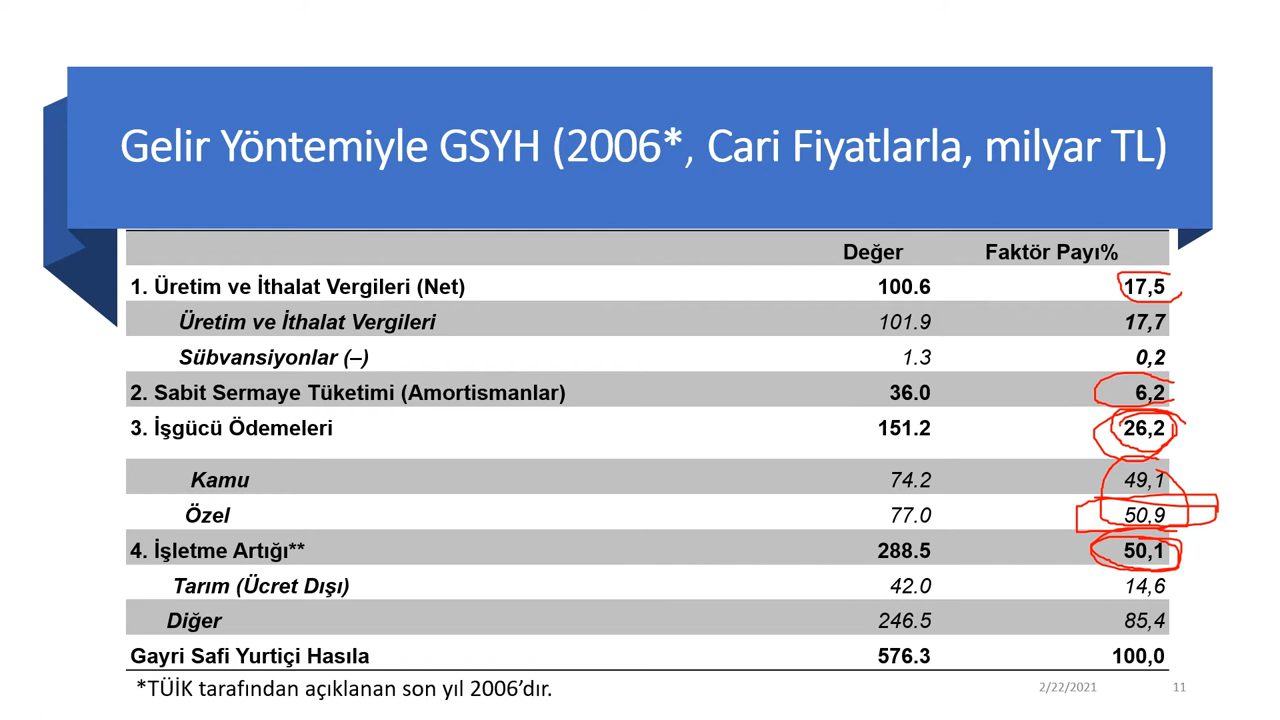 Gelir Yöntemiyle GSYH (2006*, Cari Fiyatlarla, milyar TL)
Değer Faktör Payı%
1. Üretim ve İthalat Vergileri (Net) 100.6 17,5
Üretim ve İthalat Vergileri 101.9 17,7
Sübvansiyonlar (–) 1.3 0,2
2. Sabit Sermaye Tüketimi (Amortismanlar) 36.0 6,2
3. İşgücü Ödemeleri 151.2 26,2
Kamu 74.2 49,1
Özel 77.0 50,9
4. İşletme Artığı** 288.5 50,1
Tarım (Ücret Dışı) 42.0 14,6
Diğer 246.5 85,4
Gayri Safi Yurtiçi Hasıla 576.3 100,0
*TÜİK tarafından açıklanan son yıl 2006’dır.
2/22/2021 11